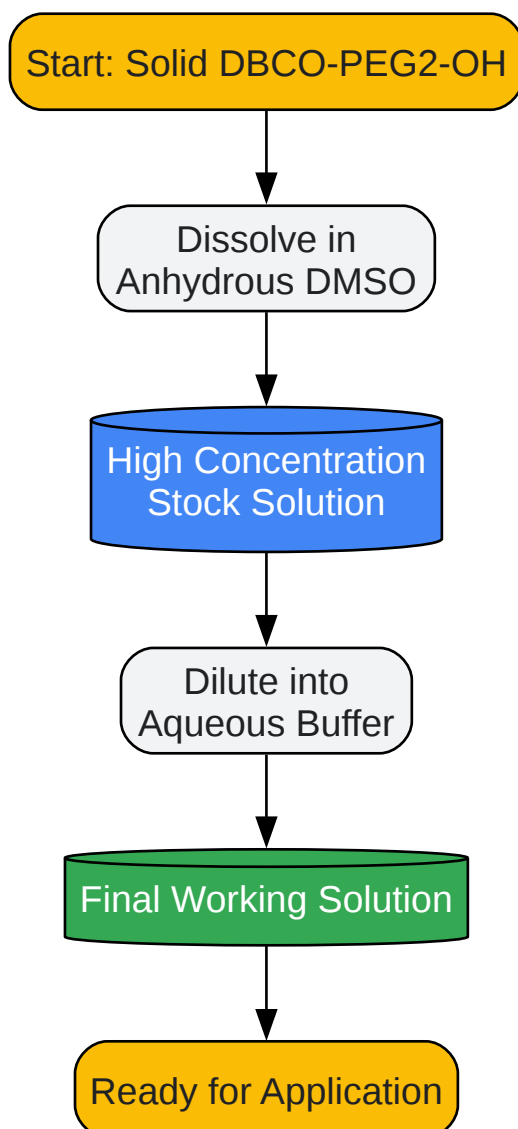 Start: Solid DBCO-PEG2-OH
Dissolve in
Anhydrous DMSO
High Concentration
Stock Solution
Dilute into
Aqueous Buffer
Final Working Solution
Ready for Application